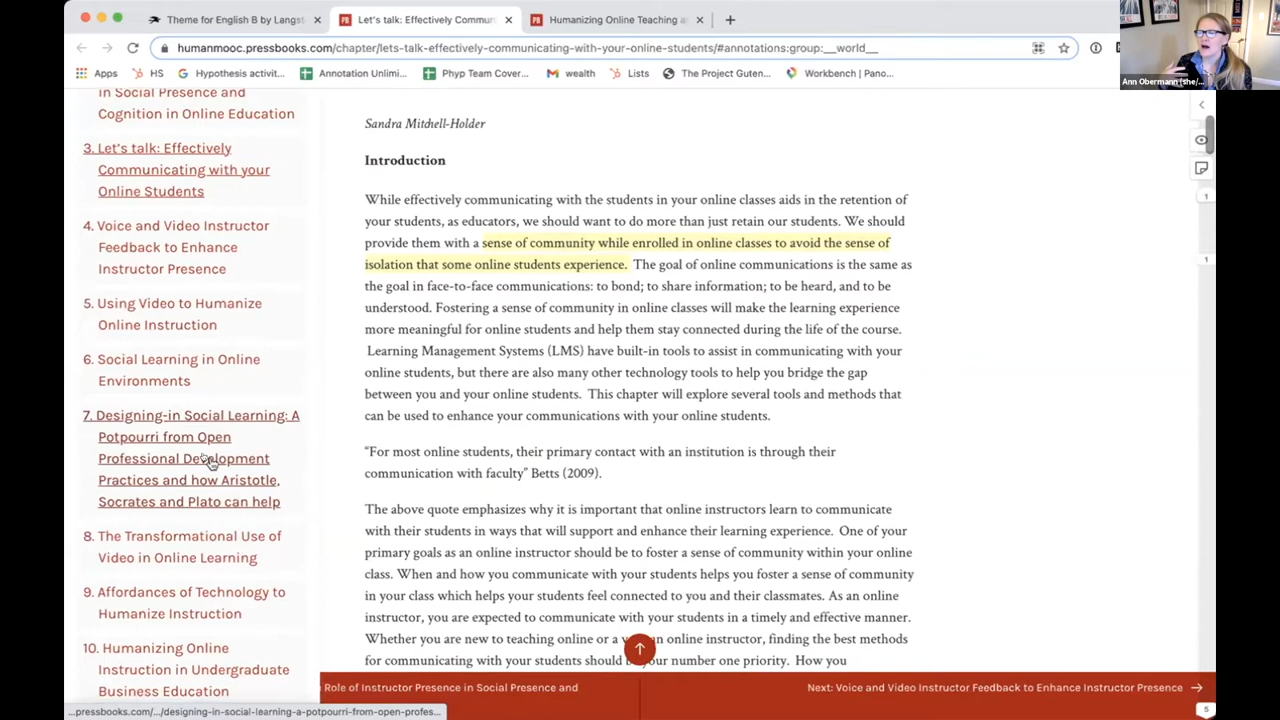 Theme for English B by Langst
Let's talk: Effectively Commun
Humanizing Online Teaching a
humanmooc.pressbooks.com/chapter/lets-talk-effectively-communicating-with-your-online-students/#annotations:group:__world__
Apps
HS
Hypothesis activit...
Annotation Unlimi...
Phyp Team Cover...
wealth
Lists
The Project Guten...
Workbench | Pano...
Ann Obermann (she/...
in Social Presence and
Cognition in Online Education
3. Let's talk: Effectively
Communicating with your
Online Students
4. Voice and Video Instructor
Feedback to Enhance
Instructor Presence
5. Using Video to Humanize
Online Instruction
6. Social Learning in Online
Environments
7. Designing-in Social Learning: A
Potpourri from Open
Professional Development
Practices and how Aristotle,
Socrates and Plato can help
8. The Transformational Use of
Video in Online Learning
9. Affordances of Technology to
Humanize Instruction
10. Humanizing Online
Instruction in Undergraduate
Business Education
Sandra Mitchell-Holder
Introduction
While effectively communicating with the students in your online classes aids in the retention of
your students, as educators, we should want to do more than just retain our students. We should
provide them with a sense of community while enrolled in online classes to avoid the sense of
isolation that some online students experience. The goal of online communications is the same as
the goal in face-to-face communications: to bond; to share information; to be heard, and to be
understood. Fostering a sense of community in online classes will make the learning experience
more meaningful for online students and help them stay connected during the life of the course.
Learning Management Systems (LMS) have built-in tools to assist in communicating with your
online students, but there are also many other technology tools to help you bridge the gap
between you and your online students. This chapter will explore several tools and methods that
can be used to enhance your communications with your online students.
“For most online students, their primary contact with an institution is through their
communication with faculty” Betts (2009).
The above quote emphasizes why it is important that online instructors learn to communicate
with their students in ways that will support and enhance their learning experience. One of your
primary goals as an online instructor should be to foster a sense of community within your online
class. When and how you communicate with your students helps you foster a sense of community
in your class which helps your students feel connected to you and their classmates. As an online
instructor, you are expected to communicate with your students in a timely and effective manner.
Whether you are new to teaching online or a an online instructor, finding the best methods
for communicating with your students should your number one priority. How you
1
1
5
Role of Instructor Presence in Social Presence and
Next: Voice and Video Instructor Feedback to Enhance Instructor Presence →
...pressbooks.com/.../designing-in-social-learning-a-potpourri-from-open-profes...